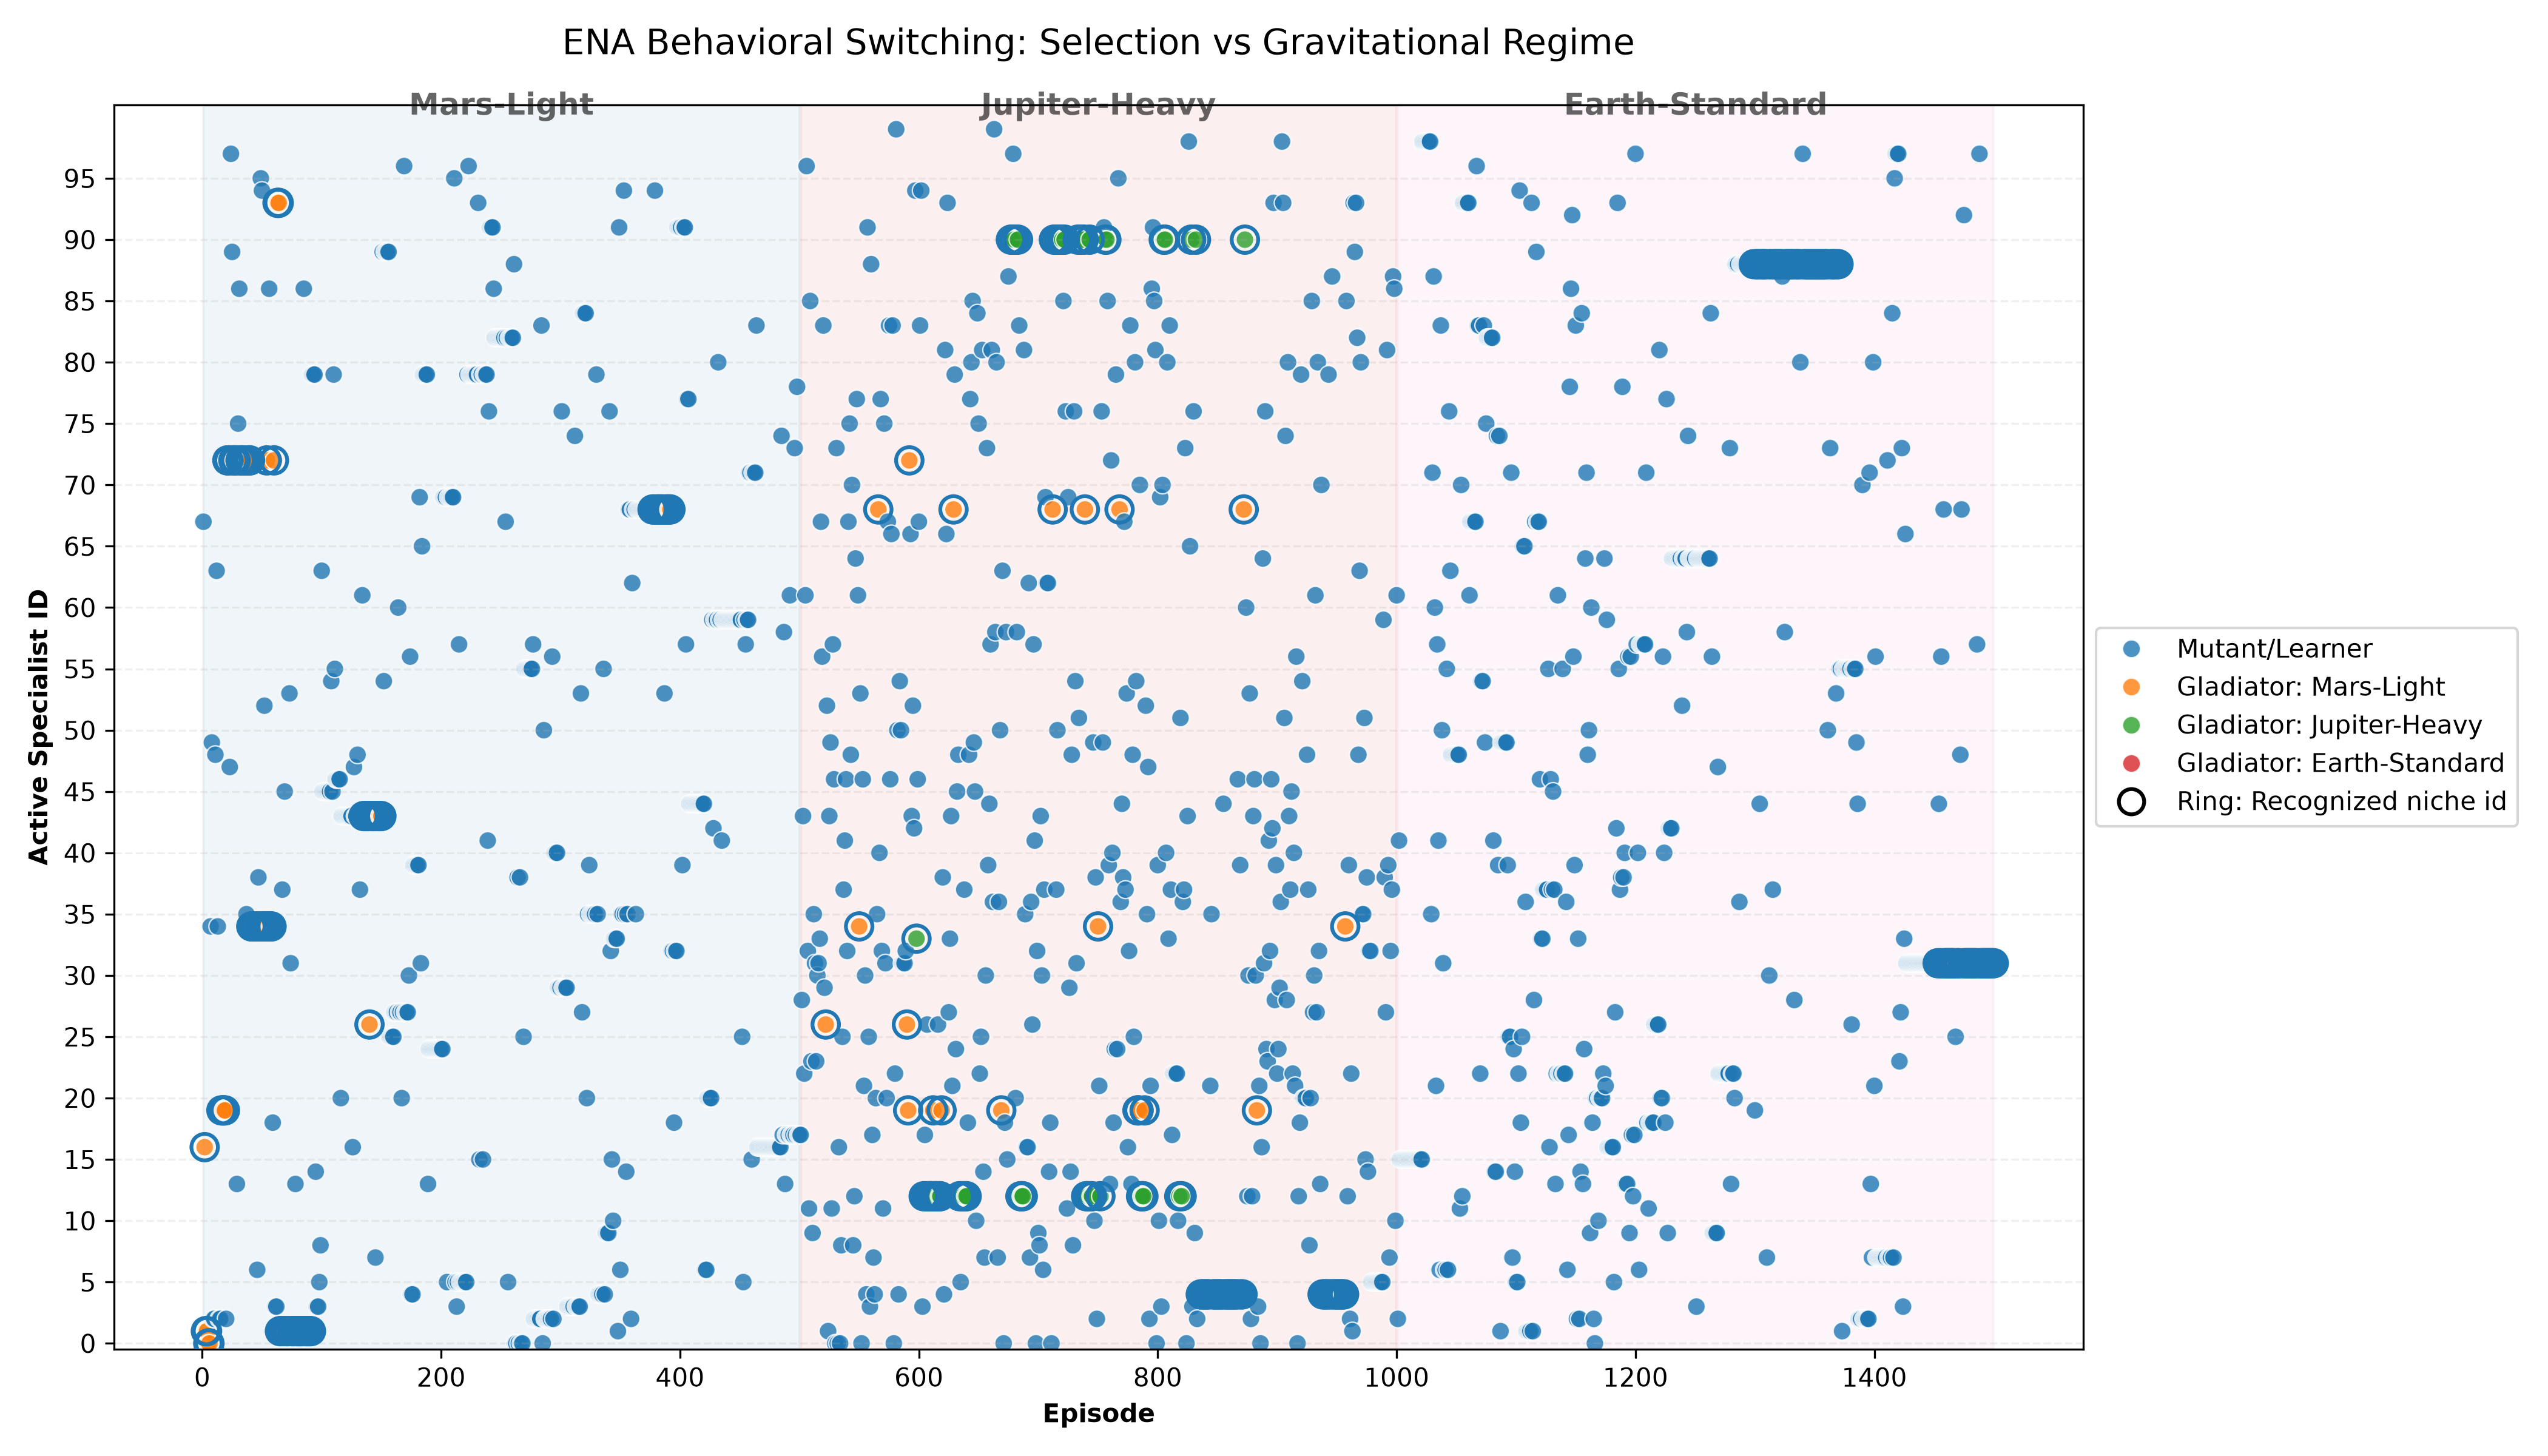 ENA Behavioral Switching: Selection vs Gravitational Regime
Mars-Light
Jupiter-Heavy
Earth-Standard
95
90
85
80
75
70
65
60
55
50
45
40
35
30
25
20
15
10
5
0
Active Specialist ID
0
200
400
600
800
1000
1200
1400
Episode
Mutant/Learner
Gladiator: Mars-Light
Gladiator: Jupiter-Heavy
Gladiator: Earth-Standard
Ring: Recognized niche id